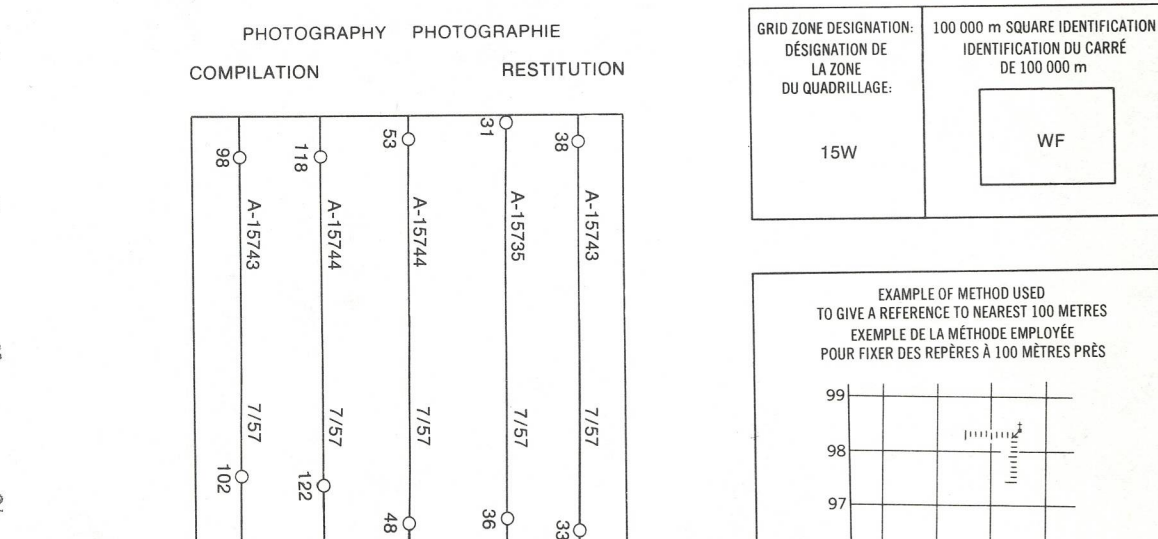 PHOTOGRAPHY PHOTOGRAPHIE
COMPILATION RESTITUTION
98
118
53
31
38
A-15743
A-15744
A-15744
A-15735
A-15743
7/57
7/57
7/57
7/57
7/57
102
122
48
36
33
GRID ZONE DESIGNATION:
DÉSIGNATION DE
LA ZONE
DU QUADRILLAGE:
15W
100 000 m SQUARE IDENTIFICATION
IDENTIFICATION DU CARRÉ
DE 100 000 m
WF
EXAMPLE OF METHOD USED
TO GIVE A REFERENCE TO NEAREST 100 METRES
EXEMPLE DE LA MÉTHODE EMPLOYÉE
POUR FIXER DES REPÈRES À 100 MÈTRES PRÈS
99
98
97